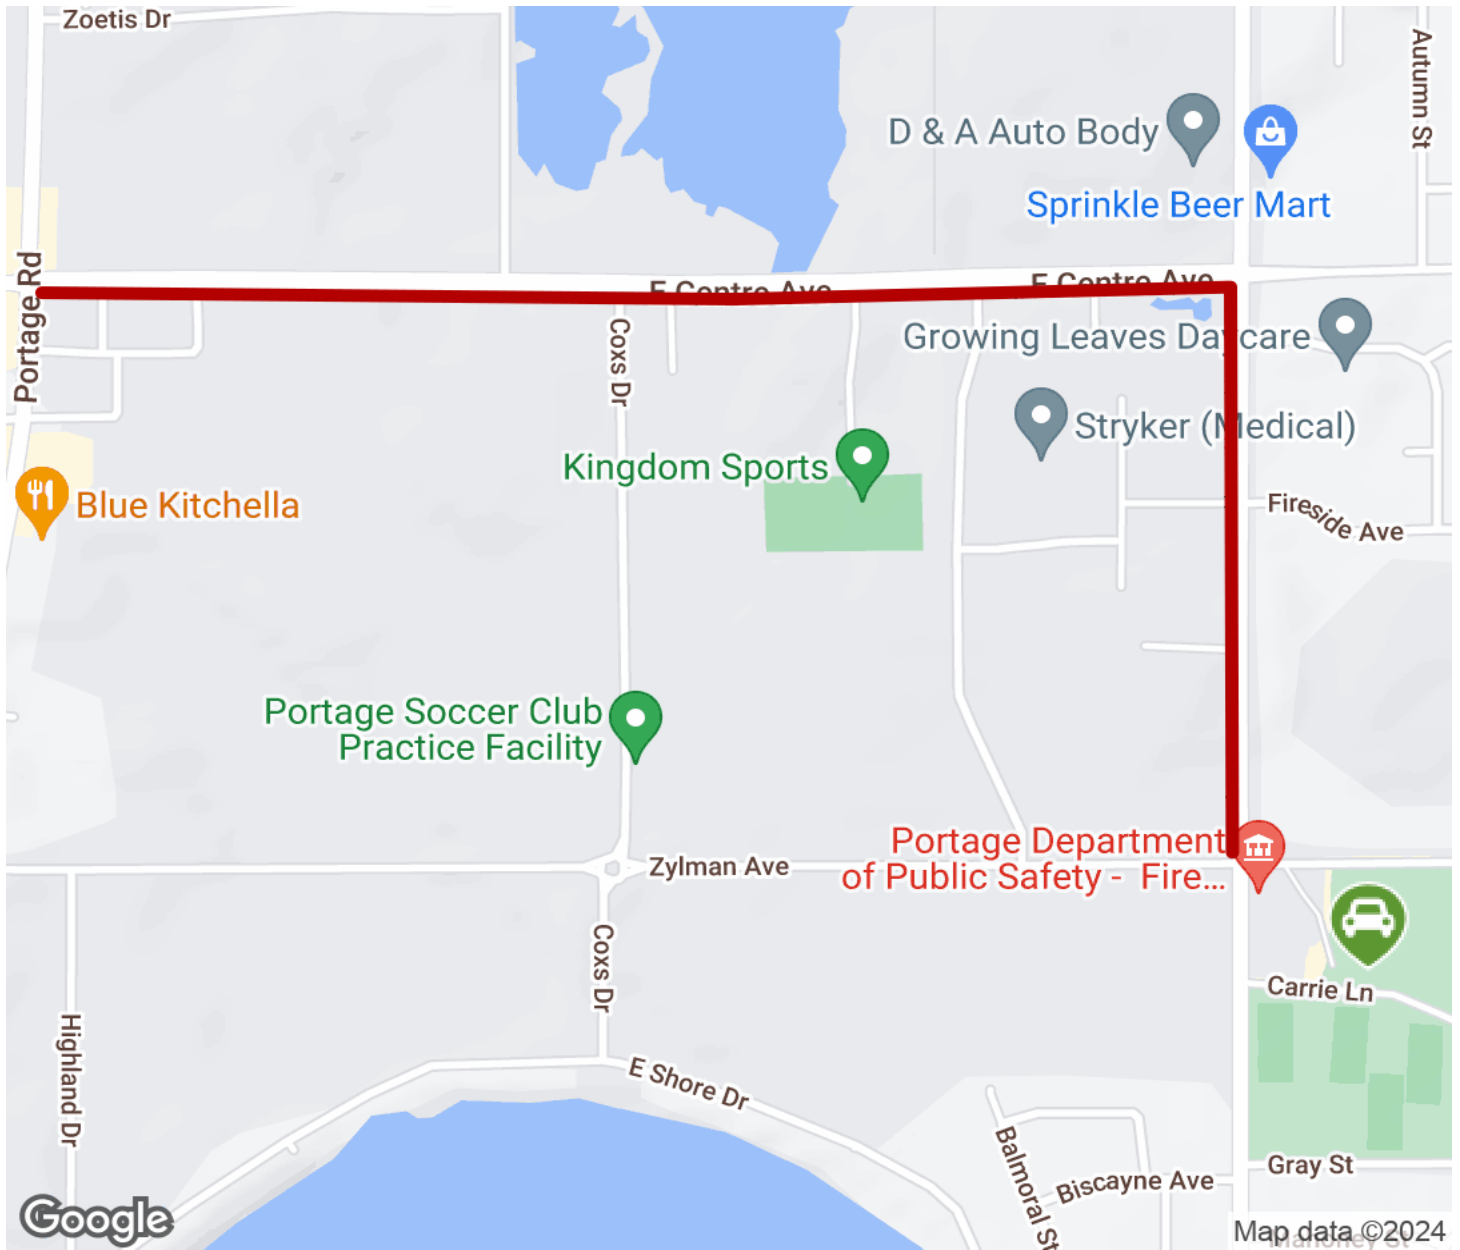 Zoetis Dr
Autumn St
D & A Auto Body
Sprinkle Beer Mart
Portage Rd
E Centre Ave
E Centre Ave
Coxs Dr
Growing Leaves Daycare
Stryker (Medical)
Kingdom Sports
Blue Kitchella
Fireside Ave
Portage Soccer Club
Practice Facility
Zylman Ave
Portage Department
of Public Safety - Fire...
Coxs Dr
Carrie Ln
Highland Dr
E Shore Dr
Balmoral St
Biscayne Ave
Gray St
Google
Map data ©2024